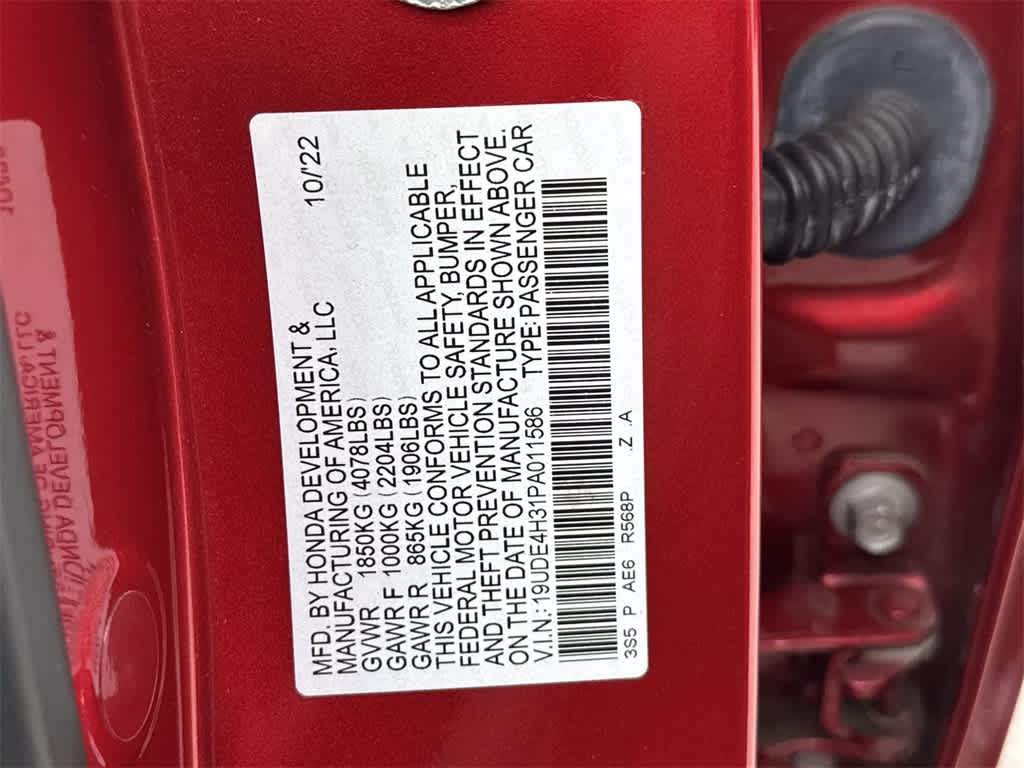 MFD. BY HONDA DEVELOPMENT &
MANUFACTURING OF AMERICA, LLC 10/22
GVWR 1850KG (4078LBS)
GAWR F 1000KG (2204LBS)
GAWR R 865KG (1906LBS)
THIS VEHICLE CONFORMS TO ALL APPLICABLE
FEDERAL MOTOR VEHICLE SAFETY, BUMPER,
AND THEFT PREVENTION STANDARDS IN EFFECT
ON THE DATE OF MANUFACTURE SHOWN ABOVE.
V.I.N.: 19UDE4H31PA011586 TYPE: PASSENGER CAR
3S5 P AE6 R568P .Z .A